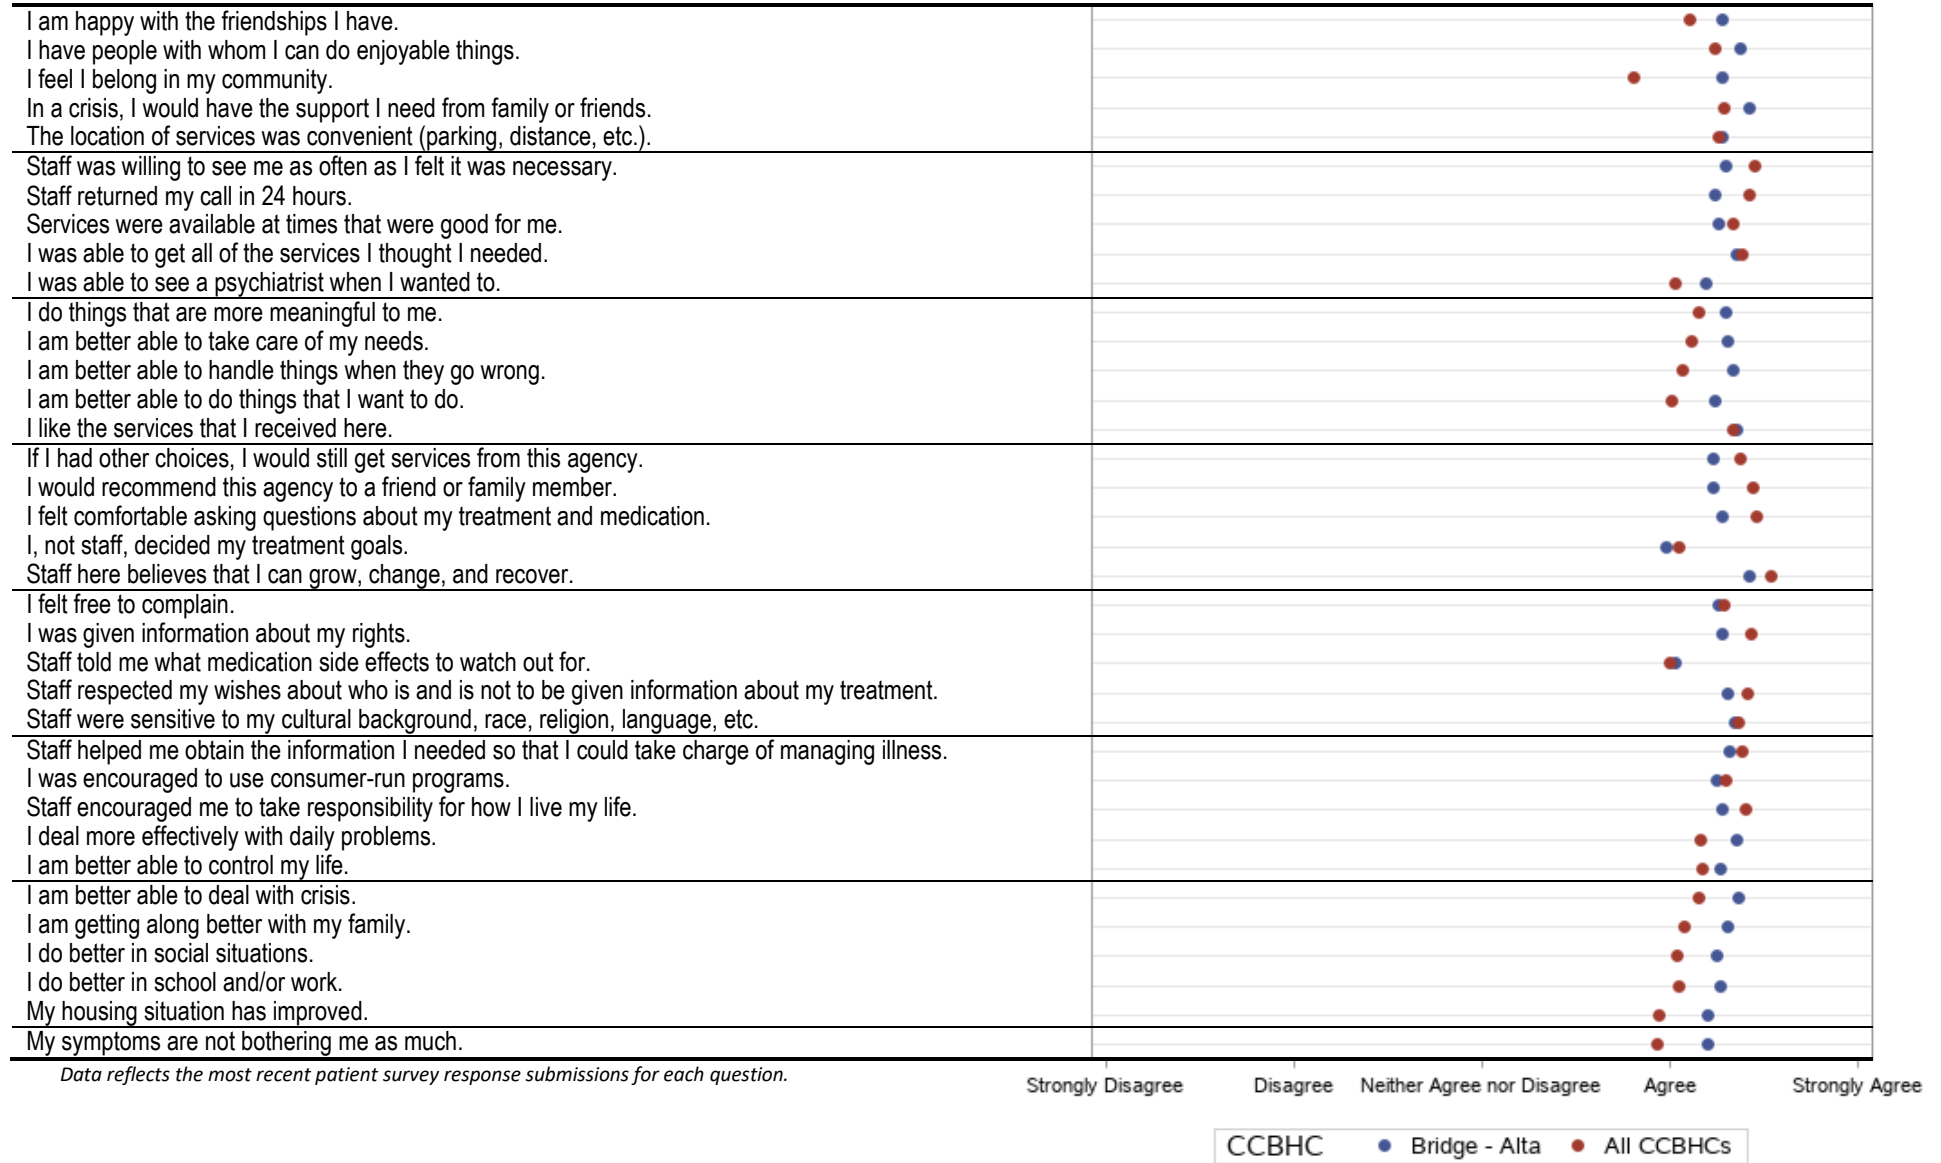 I am happy with the friendships I have.
I have people with whom I can do enjoyable things.
I feel I belong in my community.
In a crisis, I would have the support I need from family or friends.
The location of services was convenient (parking, distance, etc.).
Staff was willing to see me as often as I felt it was necessary.
Staff returned my call in 24 hours.
Services were available at times that were good for me.
I was able to get all of the services I thought I needed.
I was able to see a psychiatrist when I wanted to.
I do things that are more meaningful to me.
I am better able to take care of my needs.
I am better able to handle things when they go wrong.
I am better able to do things that I want to do.
I like the services that I received here.
If I had other choices, I would still get services from this agency.
I would recommend this agency to a friend or family member.
I felt comfortable asking questions about my treatment and medication.
I, not staff, decided my treatment goals.
Staff here believes that I can grow, change, and recover.
I felt free to complain.
I was given information about my rights.
Staff told me what medication side effects to watch out for.
Staff respected my wishes about who is and is not to be given information about my treatment.
Staff were sensitive to my cultural background, race, religion, language, etc.
Staff helped me obtain the information I needed so that I could take charge of managing illness.
I was encouraged to use consumer-run programs.
Staff encouraged me to take responsibility for how I live my life.
I deal more effectively with daily problems.
I am better able to control my life.
I am better able to deal with crisis.
I am getting along better with my family.
I do better in social situations.
I do better in school and/or work.
My housing situation has improved.
My symptoms are not bothering me as much.
Data reflects the most recent patient survey response submissions for each question.
Strongly Disagree Disagree Neither Agree nor Disagree Agree Strongly Agree
CCBHC Bridge - Alta All CCBHCs